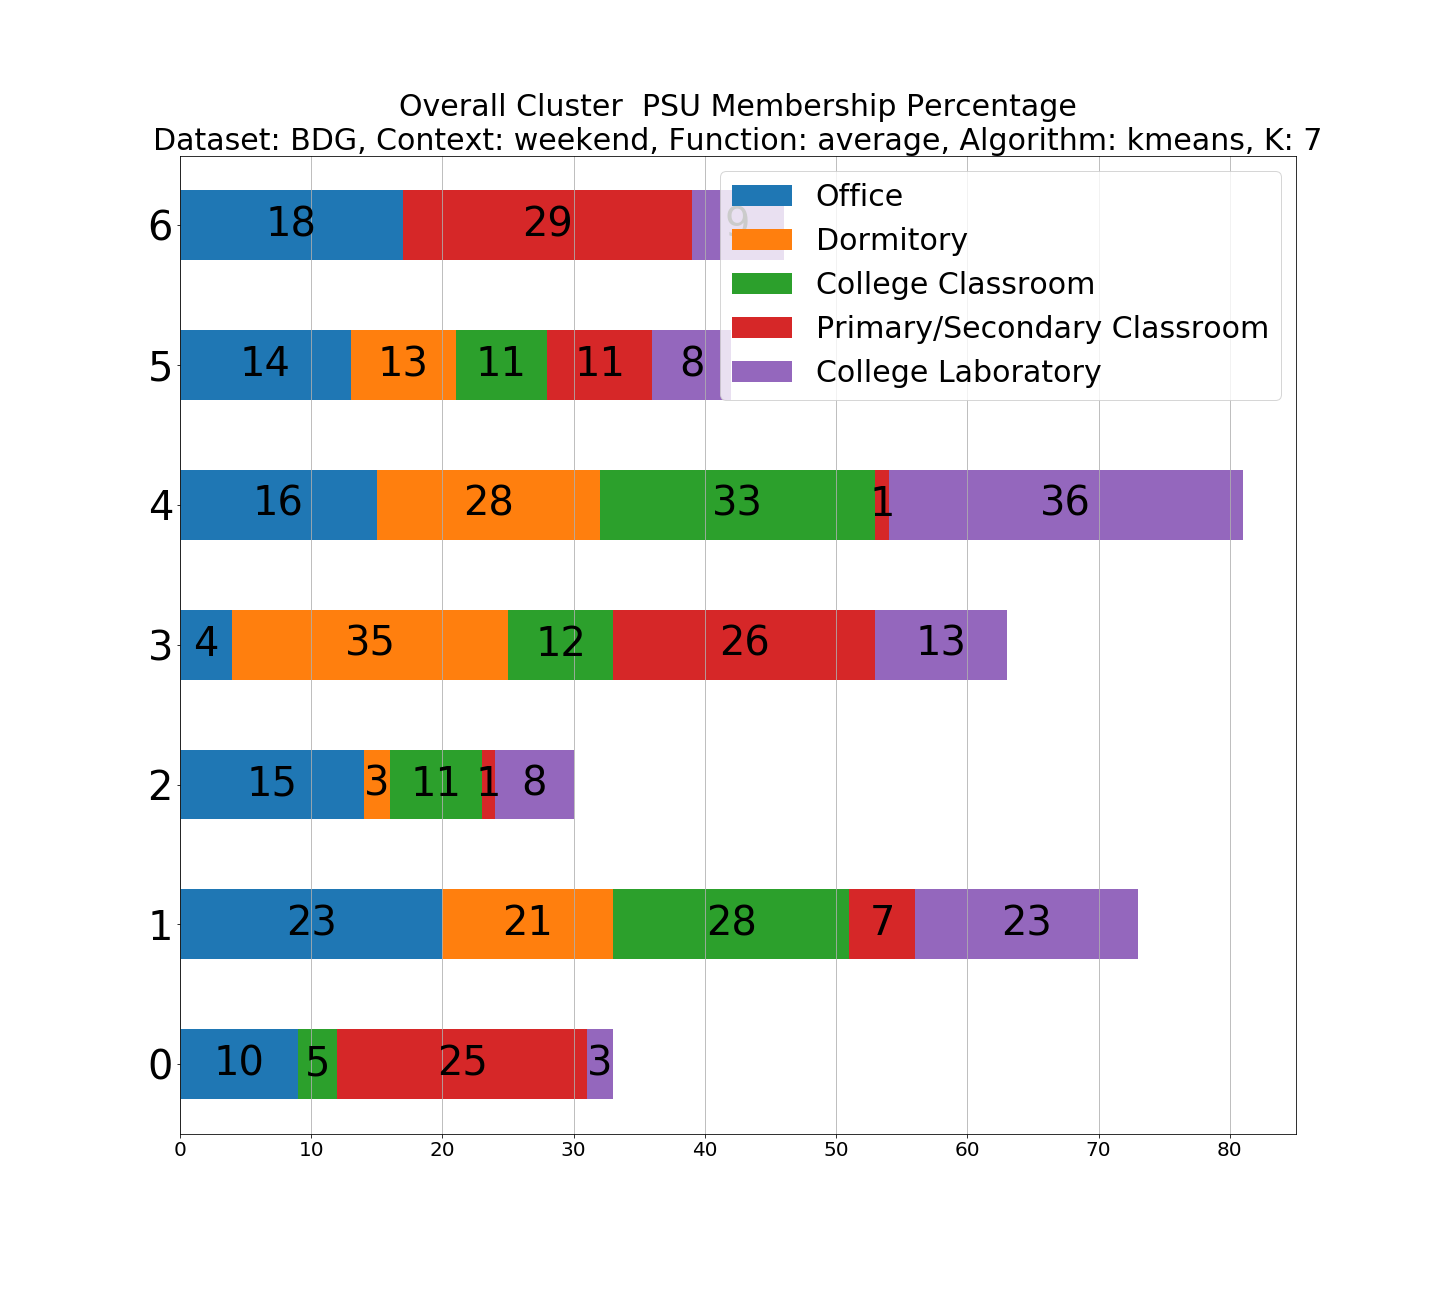 Overall Cluster  PSU Membership Percentage
Dataset: BDG, Context: weekend, Function: average, Algorithm: kmeans, K: 7
Office
Dormitory
College Classroom
Primary/Secondary Classroom
College Laboratory
6 18 29 9
5 14 13 11 11 8
4 16 28 33 1 36
3 4 35 12 26 13
2 15 3 11 1 8
1 23 21 28 7 23
0 10 5 25 3
0 10 20 30 40 50 60 70 80